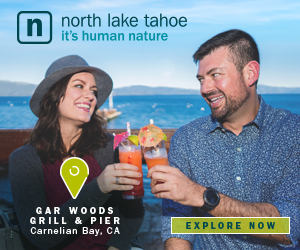 n north lake tahoe
it's human nature
GAR WOODS
GRILL & PIER
Carnelian Bay, CA
EXPLORE NOW